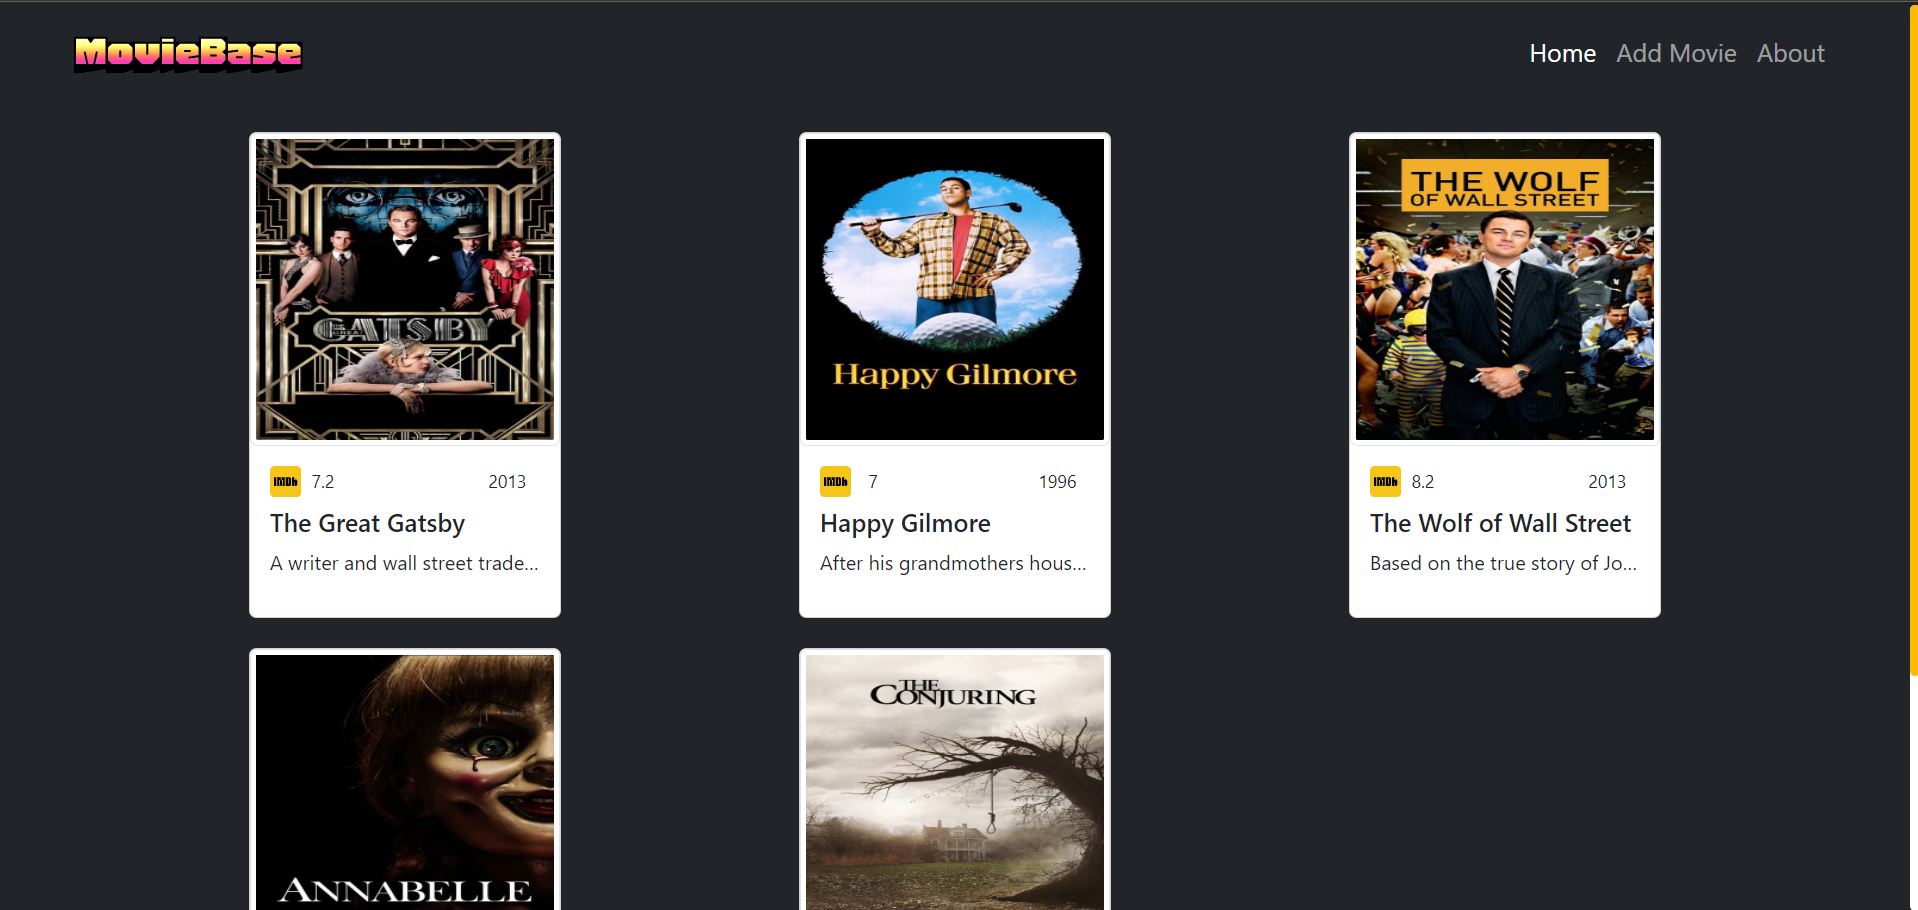 MovieBase
Home Add Movie About
THE GREAT
GATSBY
Happy Gilmore
THE WOLF
OF WALL STREET
IMDb 7.2 2013
The Great Gatsby
A writer and wall street trade...
IMDb 7 1996
Happy Gilmore
After his grandmothers hous...
IMDb 8.2 2013
The Wolf of Wall Street
Based on the true story of Jo...
ANNABELLE
THE
CONJURING